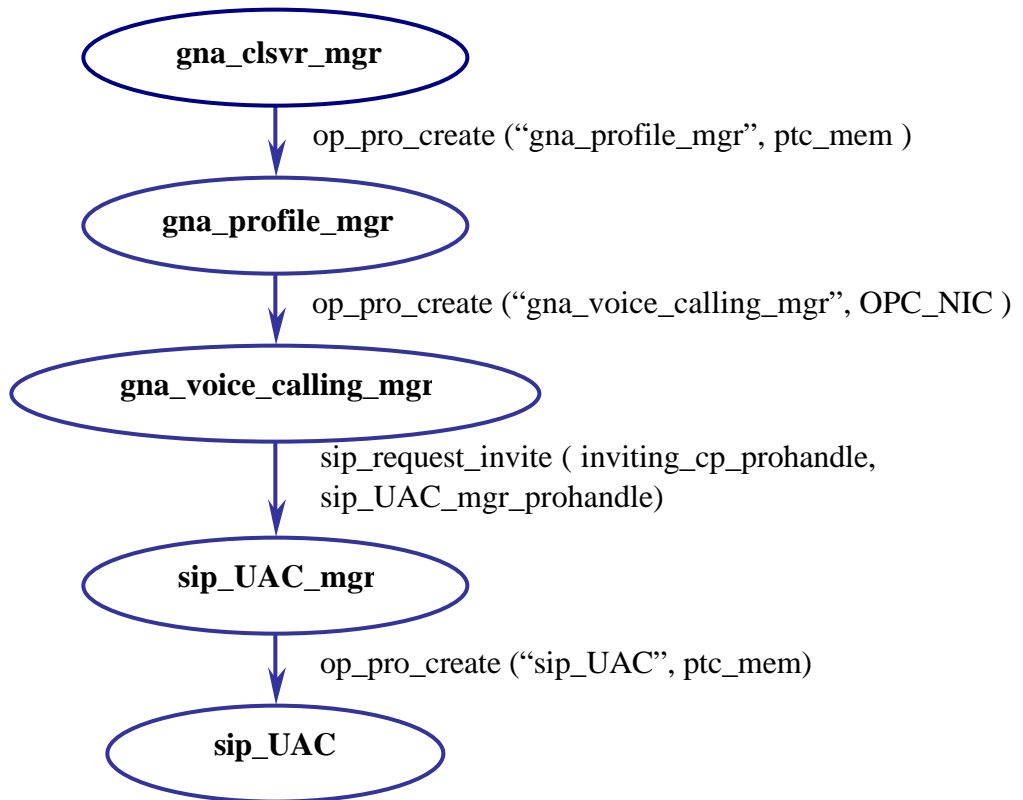 gna_clsvr_mgr
op_pro_create (“gna_profile_mgr”, ptc_mem )
gna_profile_mgr
op_pro_create (“gna_voice_calling_mgr”, OPC_NIC )
gna_voice_calling_mgr
sip_request_invite ( inviting_cp_prohandle,
sip_UAC_mgr_prohandle)
sip_UAC_mgr
op_pro_create (“sip_UAC”, ptc_mem)
sip_UAC